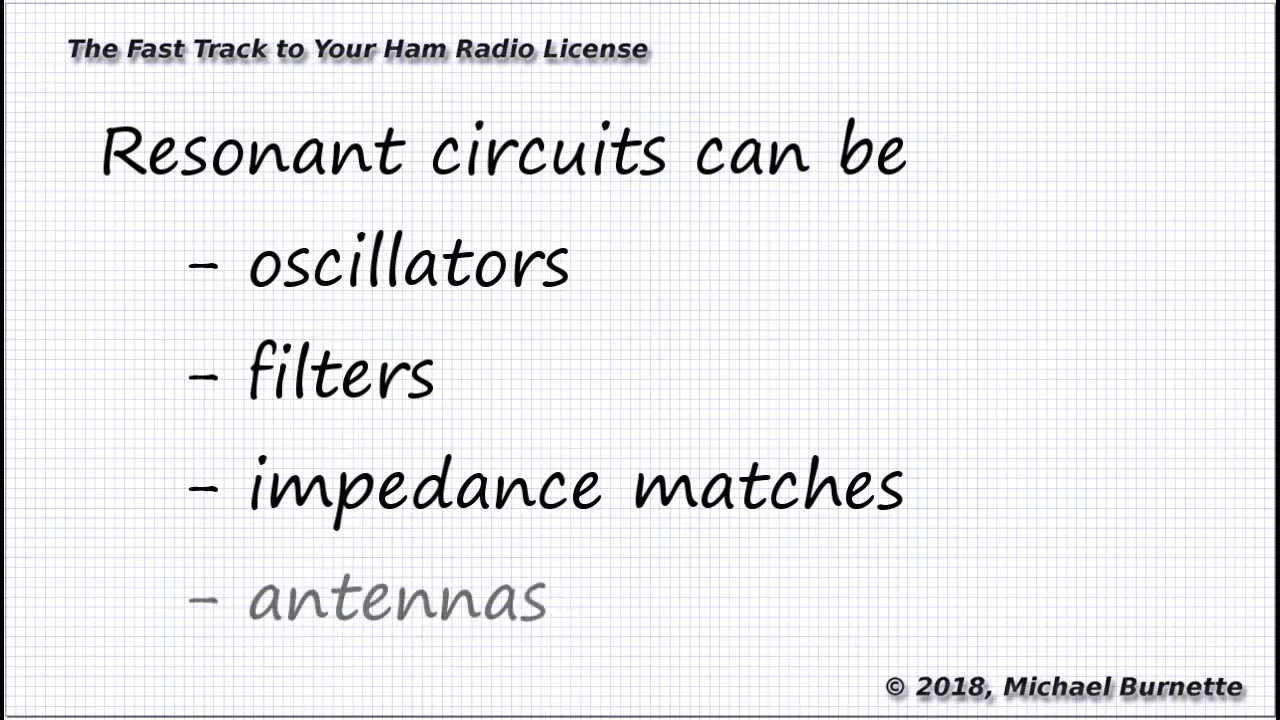 The Fast Track to Your Ham Radio License
Resonant circuits can be
- oscillators
- filters
- impedance matches
- antennas
© 2018, Michael Burnette